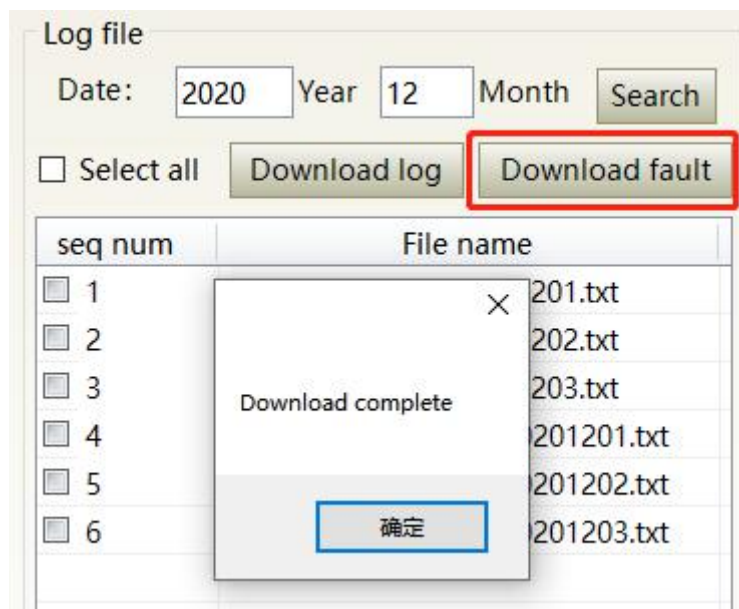 Log file
Date: 2020 Year 12 Month Search
Select all Download log Download fault
seq num File name
1 201.txt
2 202.txt
3 203.txt
Download complete
4 0201201.txt
5 201202.txt
6 201203.txt
确定